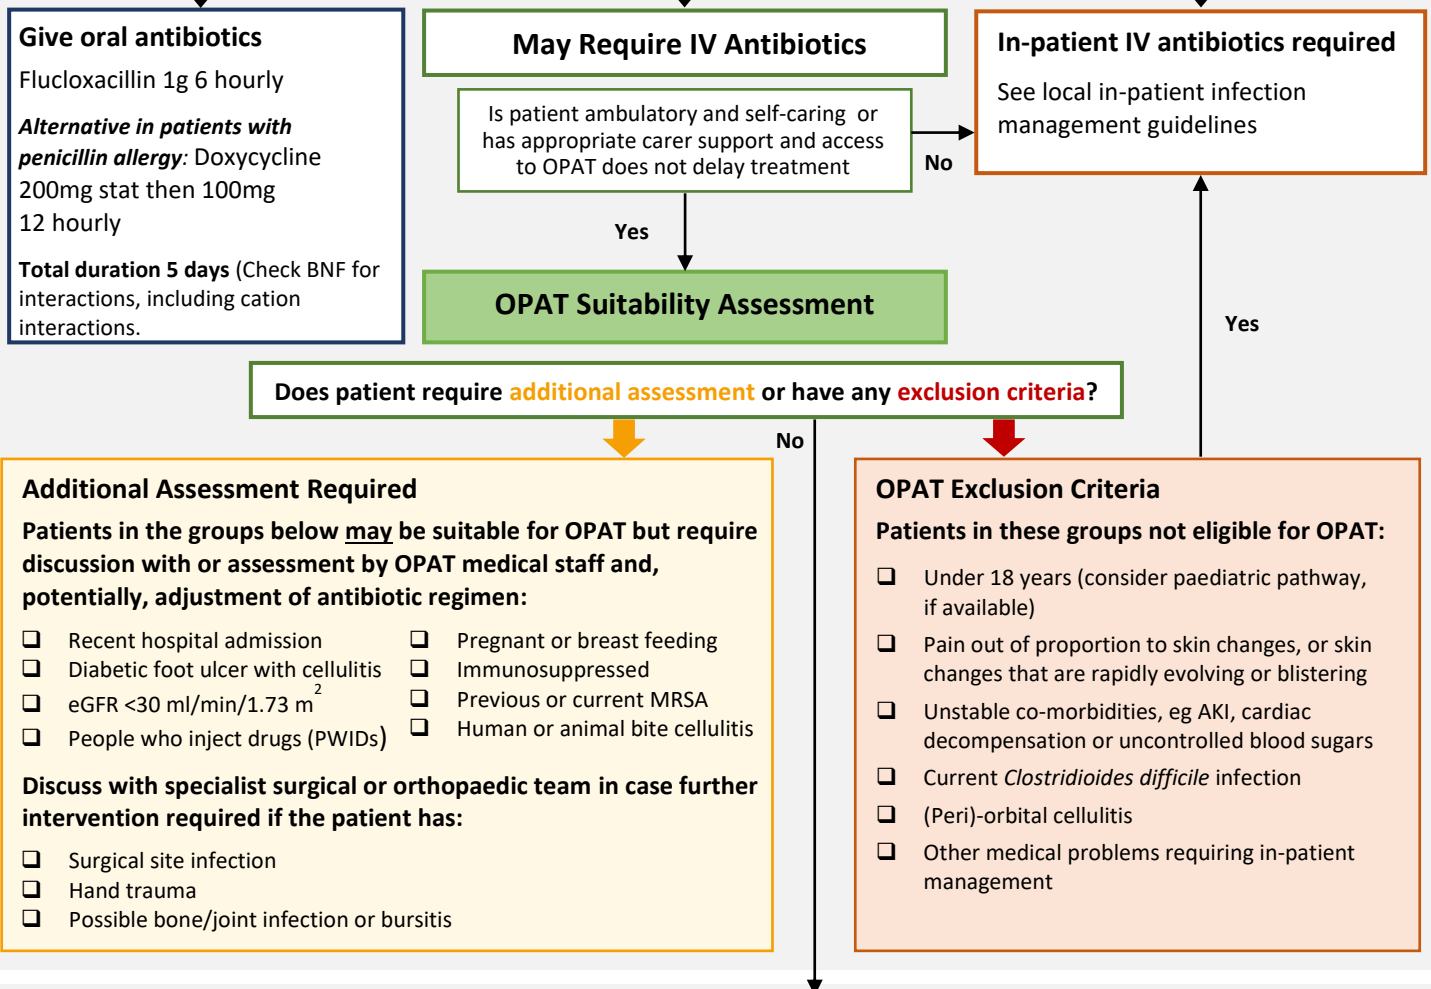 Give oral antibiotics
Flucloxacillin 1g 6 hourly
Alternative in patients with
penicillin allergy: Doxycycline
200mg stat then 100mg
12 hourly
Total duration 5 days (Check BNF for
interactions, including cation
interactions.
May Require IV Antibiotics
Is patient ambulatory and self-caring or
has appropriate carer support and access
to OPAT does not delay treatment
No
Yes
In-patient IV antibiotics required
See local in-patient infection
management guidelines
Yes
OPAT Suitability Assessment
Does patient require additional assessment or have any exclusion criteria?
No
Additional Assessment Required
Patients in the groups below may be suitable for OPAT but require
discussion with or assessment by OPAT medical staff and,
potentially, adjustment of antibiotic regimen:
❑ Recent hospital admission
❑ Diabetic foot ulcer with cellulitis
❑ eGFR <30 ml/min/1.73 m²
❑ People who inject drugs (PWIDs)
❑ Pregnant or breast feeding
❑ Immunosuppressed
❑ Previous or current MRSA
❑ Human or animal bite cellulitis
Discuss with specialist surgical or orthopaedic team in case further
intervention required if the patient has:
❑ Surgical site infection
❑ Hand trauma
❑ Possible bone/joint infection or bursitis
OPAT Exclusion Criteria
Patients in these groups not eligible for OPAT:
❑ Under 18 years (consider paediatric pathway,
if available)
❑ Pain out of proportion to skin changes, or skin
changes that are rapidly evolving or blistering
❑ Unstable co-morbidities, eg AKI, cardiac
decompensation or uncontrolled blood sugars
❑ Current Clostridioides difficile infection
❑ (Peri)-orbital cellulitis
❑ Other medical problems requiring in-patient
management